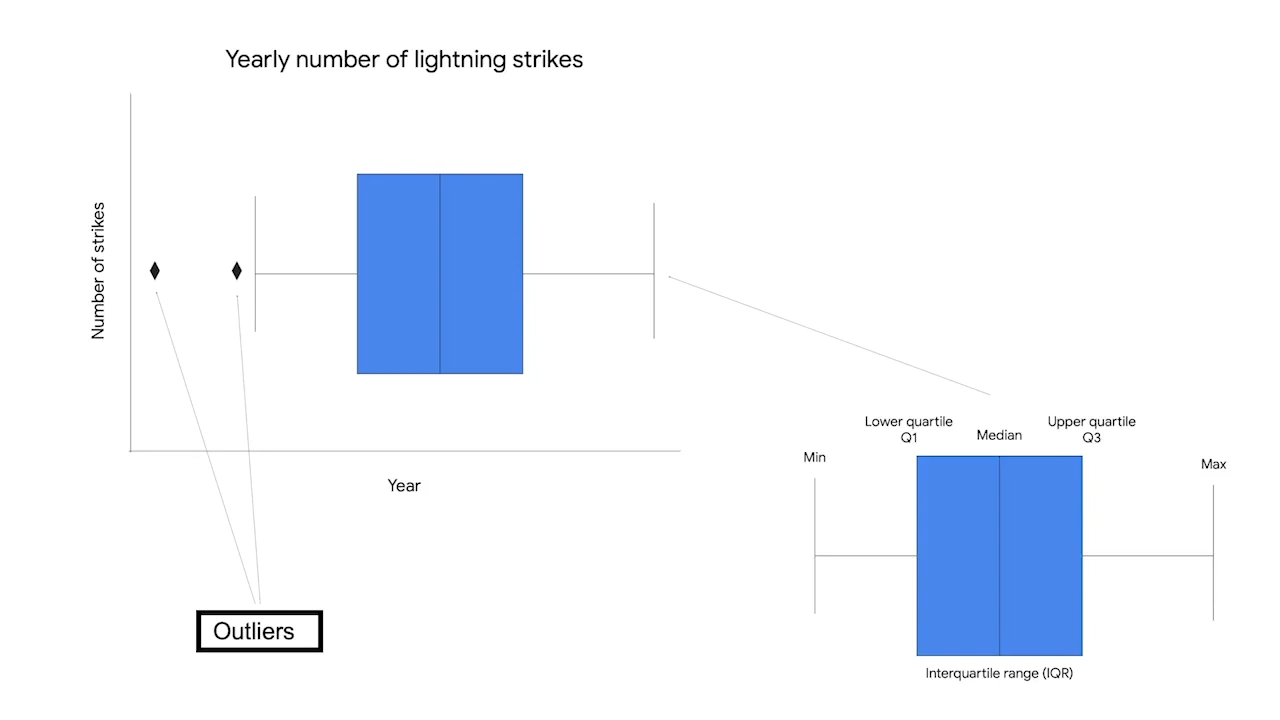 Yearly number of lightning strikes
Number of strikes
Year
Outliers
Lower quartile
Q1
Median
Upper quartile
Q3
Min
Max
Interquartile range (IQR)